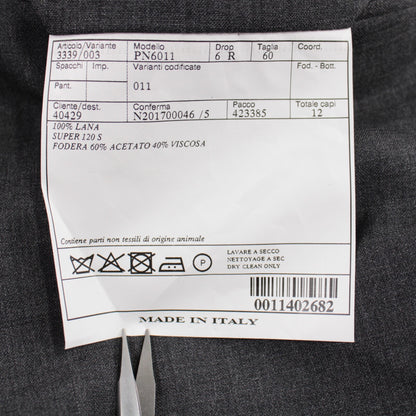 Articolo/Variante Modello Drop Taglia Coord.
3339/003 PN6011 6 R 60
Spacchi Imp. Varianti codificate Fod. - Bott.
Pant. 011
Cliente/dest. Conferma Pacco Totale capi
40429 N201700046 /5 423385 12
100% LANA
SUPER 120 S
FODERA 60% ACETATO 40% VISCOSA
Contiene parti non tessili di origine animale
P
LAVARE A SECCO
NETTOYAGE A SEC
DRY CLEAN ONLY
0011402682
MADE IN ITALY